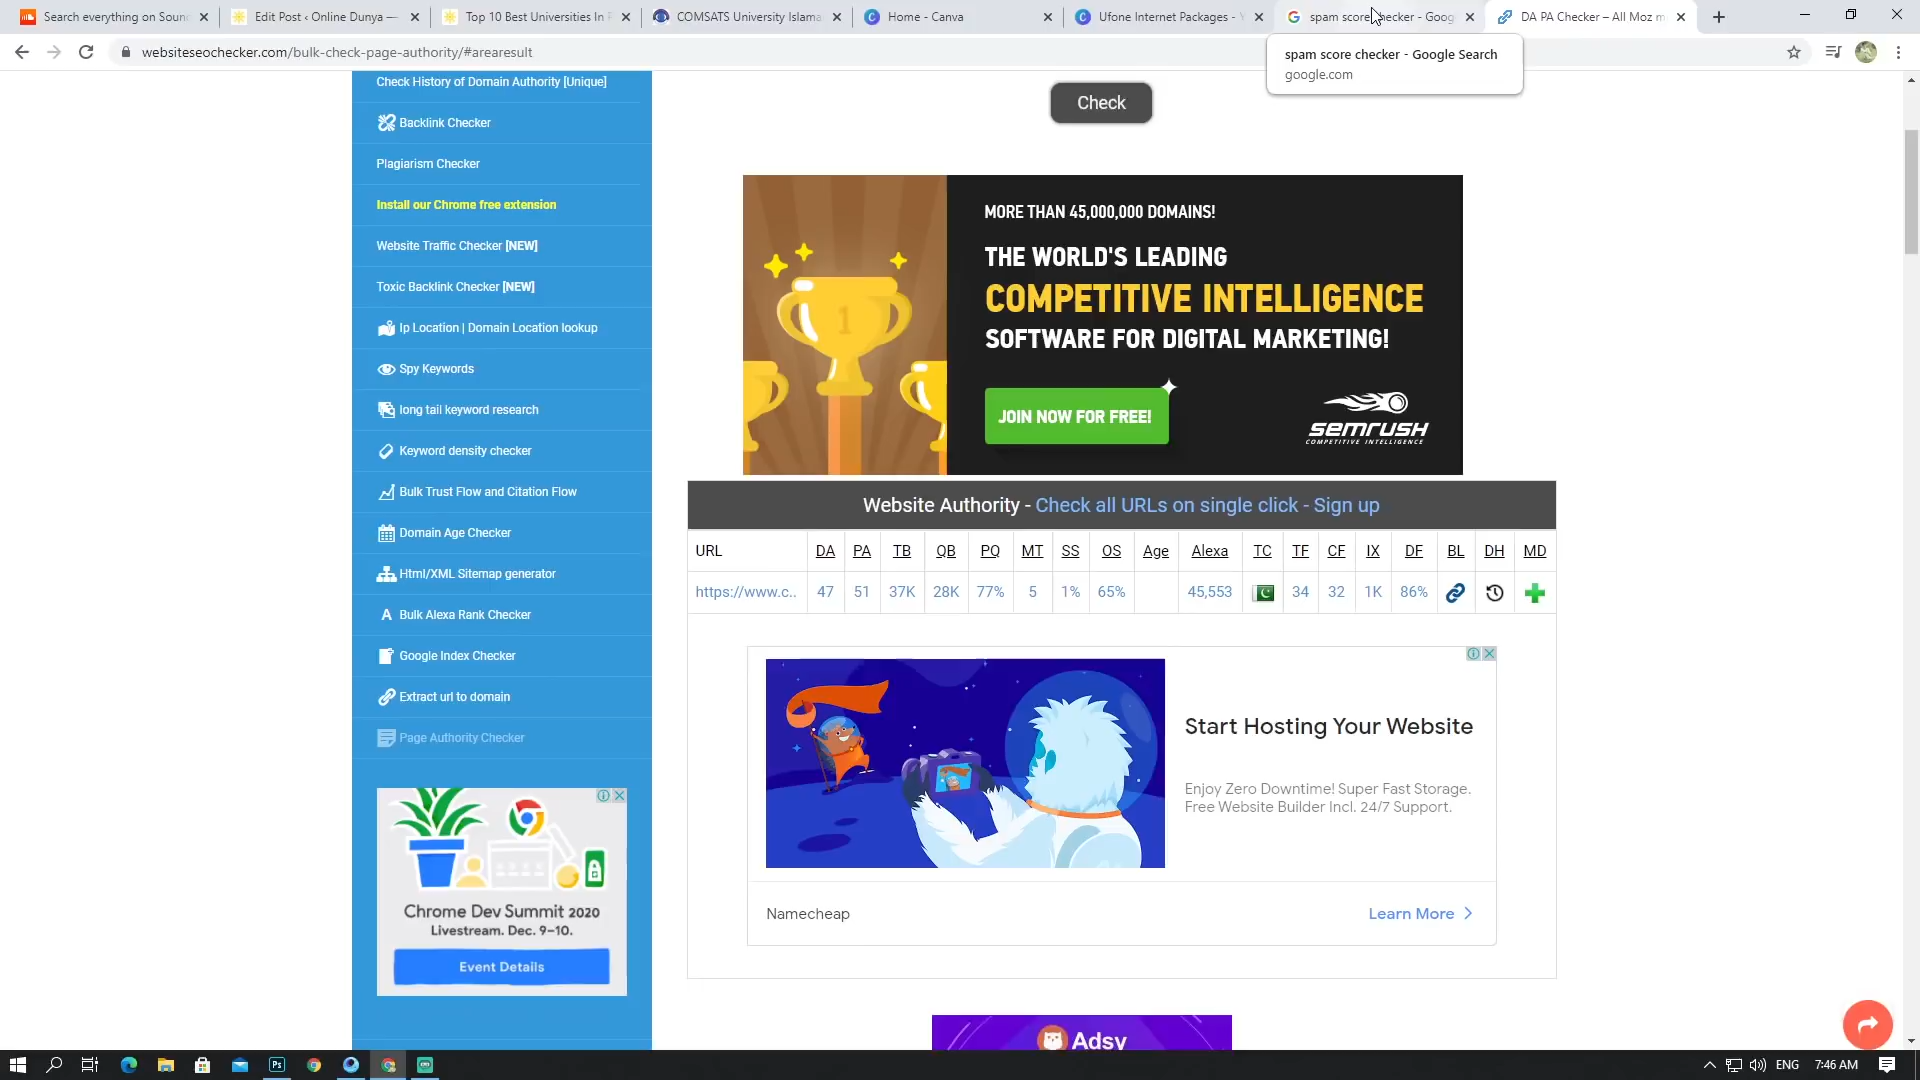 Search everything on Soun
Edit Post ‹ Online Dunya —
Top 10 Best Universities In
COMSATS University Islama
Home - Canva
Ufone Internet Packages -
spam score checker - Goog
DA PA Checker – All Moz m
websiteseochecker.com/bulk-check-page-authority/#arearesult
spam score checker - Google Search
google.com
Check History of Domain Authority [Unique]
Backlink Checker
Plagiarism Checker
Install our Chrome free extension
Website Traffic Checker [NEW]
Toxic Backlink Checker [NEW]
Ip Location | Domain Location lookup
Spy Keywords
long tail keyword research
Keyword density checker
Bulk Trust Flow and Citation Flow
Domain Age Checker
Html/XML Sitemap generator
Bulk Alexa Rank Checker
Google Index Checker
Extract url to domain
Page Authority Checker
Chrome Dev Summit 2020
Livestream. Dec. 9–10.
Event Details
Check
MORE THAN 45,000,000 DOMAINS!
THE WORLD'S LEADING
COMPETITIVE INTELLIGENCE
SOFTWARE FOR DIGITAL MARKETING!
1
JOIN NOW FOR FREE!
SEMRUSH
COMPETITIVE INTELLIGENCE
Website Authority - Check all URLs on single click - Sign up
URL DA PA TB QB PQ MT SS OS Age Alexa TC TF CF IX DF BL DH MD
https://www.c.. 47 51 37K 28K 77% 5 1% 65% 45,553 34 32 1K 86%
Start Hosting Your Website
Enjoy Zero Downtime! Super Fast Storage.
Free Website Builder Incl. 24/7 Support.
Namecheap
Learn More
Adsy
Ps
ENG
7:46 AM